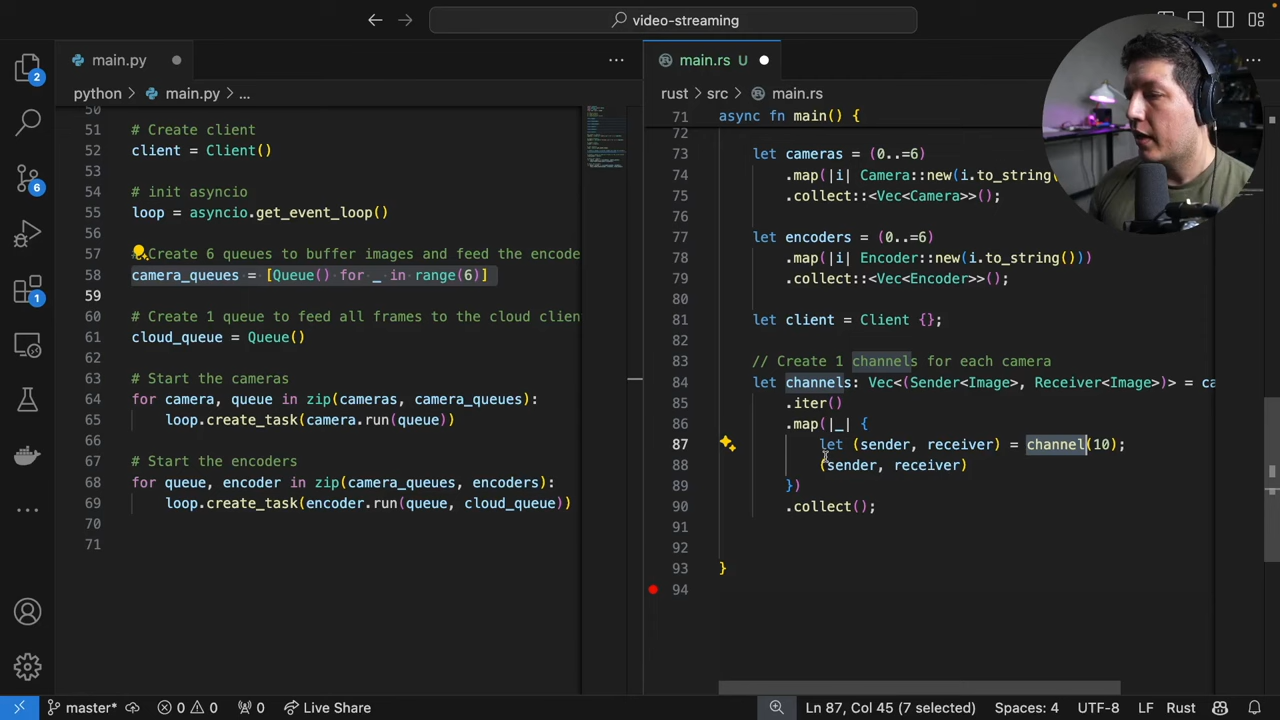 video-streaming
main.py
main.rs U
python > main.py > ...
rust > src > main.rs
50
51 # Create client
52 client = Client()
53
54 # init asyncio
55 loop = asyncio.get_event_loop()
56
57 Create 6 queues to buffer images and feed the encode
58 camera_queues = [Queue() for _ in range(6)]
59
60 # Create 1 queue to feed all frames to the cloud clien
61 cloud_queue = Queue()
62
63 # Start the cameras
64 for camera, queue in zip(cameras, camera_queues):
65 loop.create_task(camera.run(queue))
66
67 # Start the encoders
68 for queue, encoder in zip(camera_queues, encoders):
69 loop.create_task(encoder.run(queue, cloud_queue))
70
71
71 async fn main() {
72
73 let cameras = (0..=6)
74 .map(|i| Camera::new(i.to_string(
75 .collect::<Vec<Camera>>();
76
77 let encoders = (0..=6)
78 .map(|i| Encoder::new(i.to_string()))
79 .collect::<Vec<Encoder>>();
80
81 let client = Client {};
82
83 // Create 1 channels for each camera
84 let channels: Vec<(Sender<Image>, Receiver<Image>)> = ca
85 .iter()
86 .map(|_| {
87 let (sender, receiver) = channel(10);
88 (sender, receiver)
89 })
90 .collect();
91
92
93 }
94
2
6
1
master* 0 0 0 Live Share
Ln 87, Col 45 (7 selected) Spaces: 4 UTF-8 LF Rust